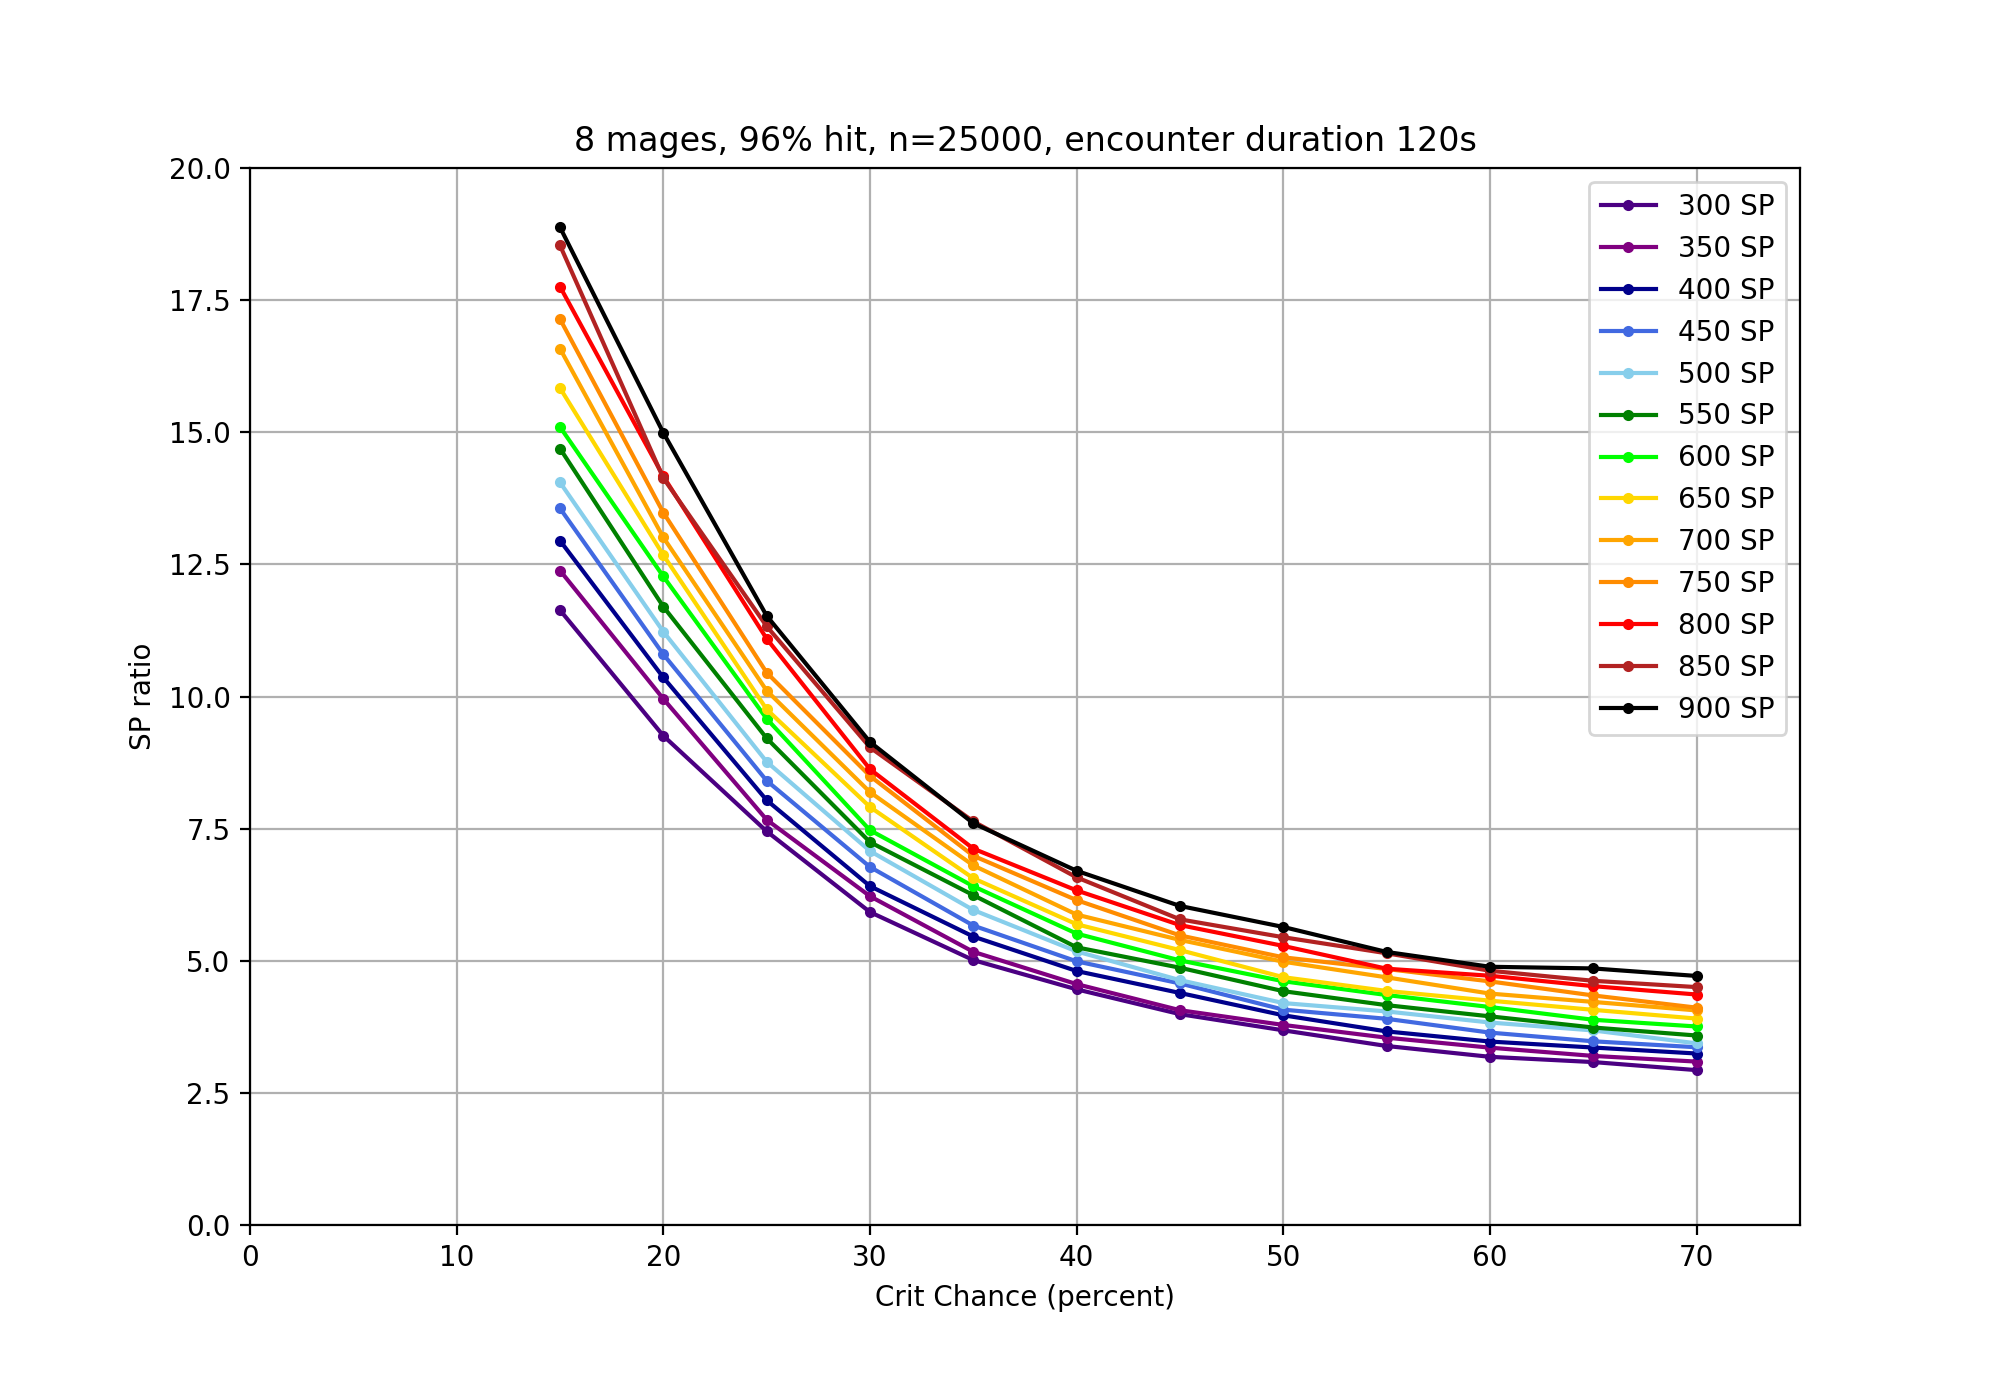 8 mages, 96% hit, n=25000, encounter duration 120s
20.0
17.5
15.0
12.5
10.0
7.5
5.0
2.5
0.0
SP ratio
300 SP
350 SP
400 SP
450 SP
500 SP
550 SP
600 SP
650 SP
700 SP
750 SP
800 SP
850 SP
900 SP
0 10 20 30 40 50 60 70
Crit Chance (percent)